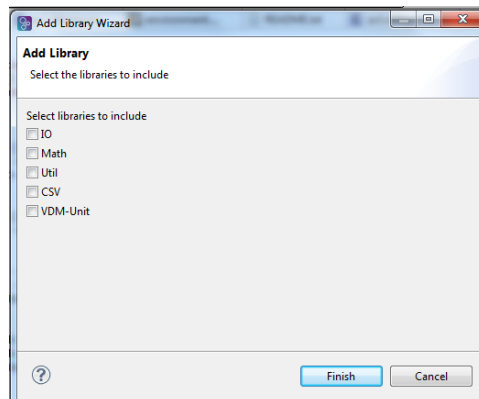 Add Library Wizard
Add Library
Select the libraries to include
Select libraries to include
IO
Math
Util
CSV
VDM-Unit
Finish
Cancel